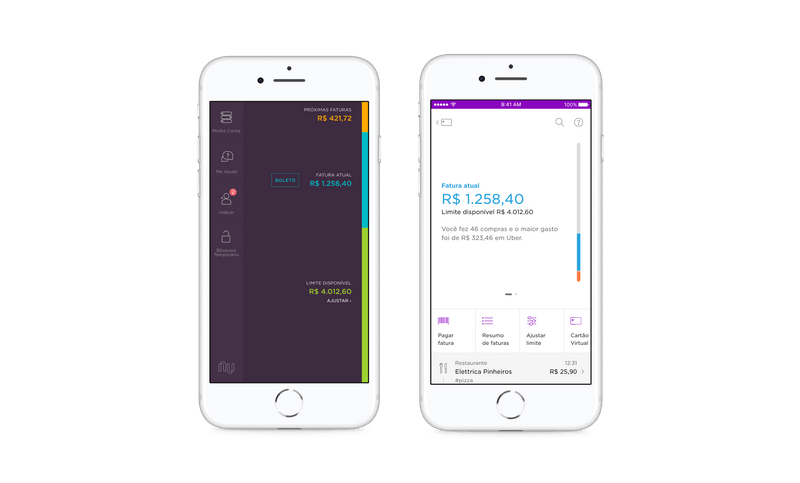 PRÓXIMAS FATURAS
R$ 421,72
Minha Conta
Me Ajuda
FATURA ATUAL
BOLETO
R$ 1.258,40
2
Indicar
Bloqueio
Temporário
LIMITE DISPONÍVEL
R$ 4.012,60
AJUSTAR ›
nu
9:41 AM
100%
?
Fatura atual
R$ 1.258,40
Limite disponível R$ 4.012,60
Você fez 46 compras e o maior gasto
foi de R$ 323,46 em Uber.
Pagar
fatura
Resumo
de faturas
Ajustar
limite
Cartão
Virtual
Restaurante
12:31
Elettrica Pinheiros
R$ 25,90
#pizza